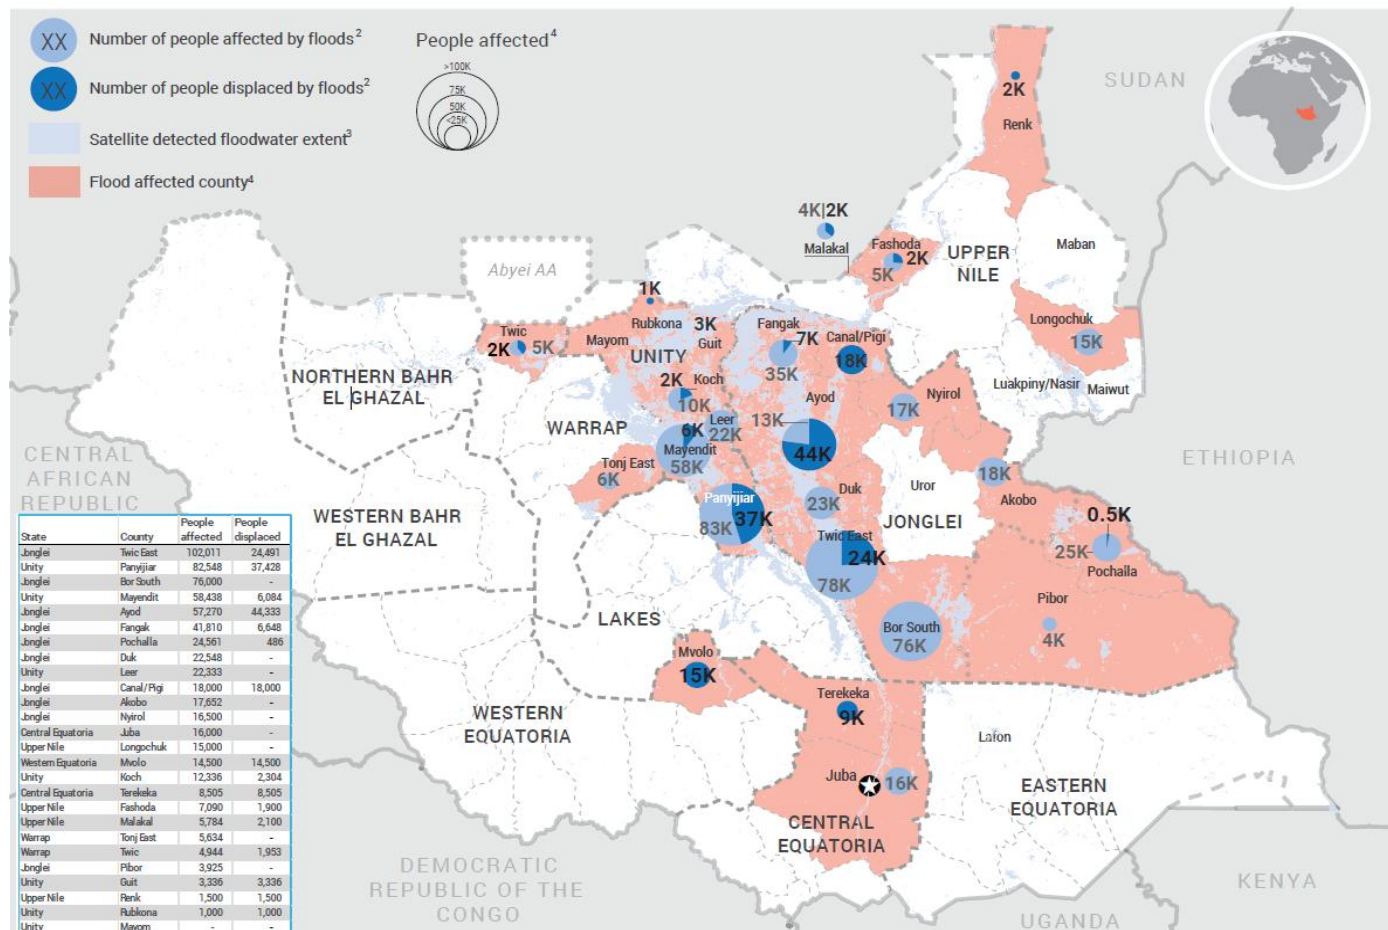 XX Number of people affected by floods2
XX Number of people displaced by floods2
Satellite detected floodwater extent3
Flood affected county4
People affected4
>100K
75K
50K
<25K
SUDAN
2K
Renk
4K|2K
Malakal
Fashoda
2K
5K
UPPER
NILE
Maban
Abyei AA
1K
Rubkona
3K
Guit
Mayom
UNITY
Twic
2K 5K
Fangak
7K
35K
Canal/Pigi
18K
Longochuk
15K
NORTHERN BAHR
EL GHAZAL
2K Koch
10K
Ayod
13K
44K
Nyirol
17K
Luakpiny/Nasir
Maiwut
WARRAP
Leer
22K
6K
Mayendit
58K
Tonj East
6K
CENTRAL
AFRICAN
REPUBLIC
ETHIOPIA
18K
Akobo
Uror
Duk
23K
JONGLEI
Panyijiar
83K 37K
WESTERN BAHR
EL GHAZAL
Twic East
24K
78K
0.5K
25K
Pochalla
Pibor
4K
LAKES
Bor South
76K
Mvolo
15K
Terekeka
9K
WESTERN
EQUATORIA
Lafon
Juba
16K
EASTERN
EQUATORIA
CENTRAL
EQUATORIA
DEMOCRATIC
REPUBLIC OF THE
CONGO
UGANDA
KENYA
State County People affected People displaced
Jonglei Twic East 102,011 24,491
Unity Panyijiar 82,548 37,428
Jonglei Bor South 76,000 -
Unity Mayendit 58,438 6,084
Jonglei Ayod 57,270 44,333
Jonglei Fangak 41,810 6,648
Jonglei Pochalla 24,561 486
Jonglei Duk 22,548 -
Unity Leer 22,333 -
Jonglei Canal/Pigi 18,000 18,000
Jonglei Akobo 17,652 -
Jonglei Nyirol 16,500 -
Central Equatoria Juba 16,000 -
Upper Nile Longochuk 15,000 -
Western Equatoria Mvolo 14,500 14,500
Unity Koch 12,336 2,304
Central Equatoria Terekeka 8,505 8,505
Upper Nile Fashoda 7,090 1,900
Upper Nile Malakal 5,784 2,100
Warrap Tonj East 5,634 -
Warrap Twic 4,944 1,953
Jonglei Pibor 3,925 -
Unity Guit 3,336 3,336
Upper Nile Renk 1,500 1,500
Unity Rubkona 1,000 1,000
Unity Mayom - -